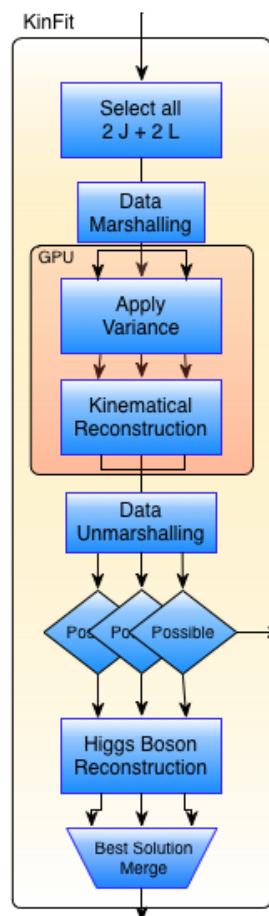 KinFit
Select all
2 J + 2 L
Data
Marshalling
GPU
Apply
Variance
Kinematical
Reconstruction
Data
Unmarshalling
Possible
Higgs Boson
Reconstruction
Best Solution
Merge